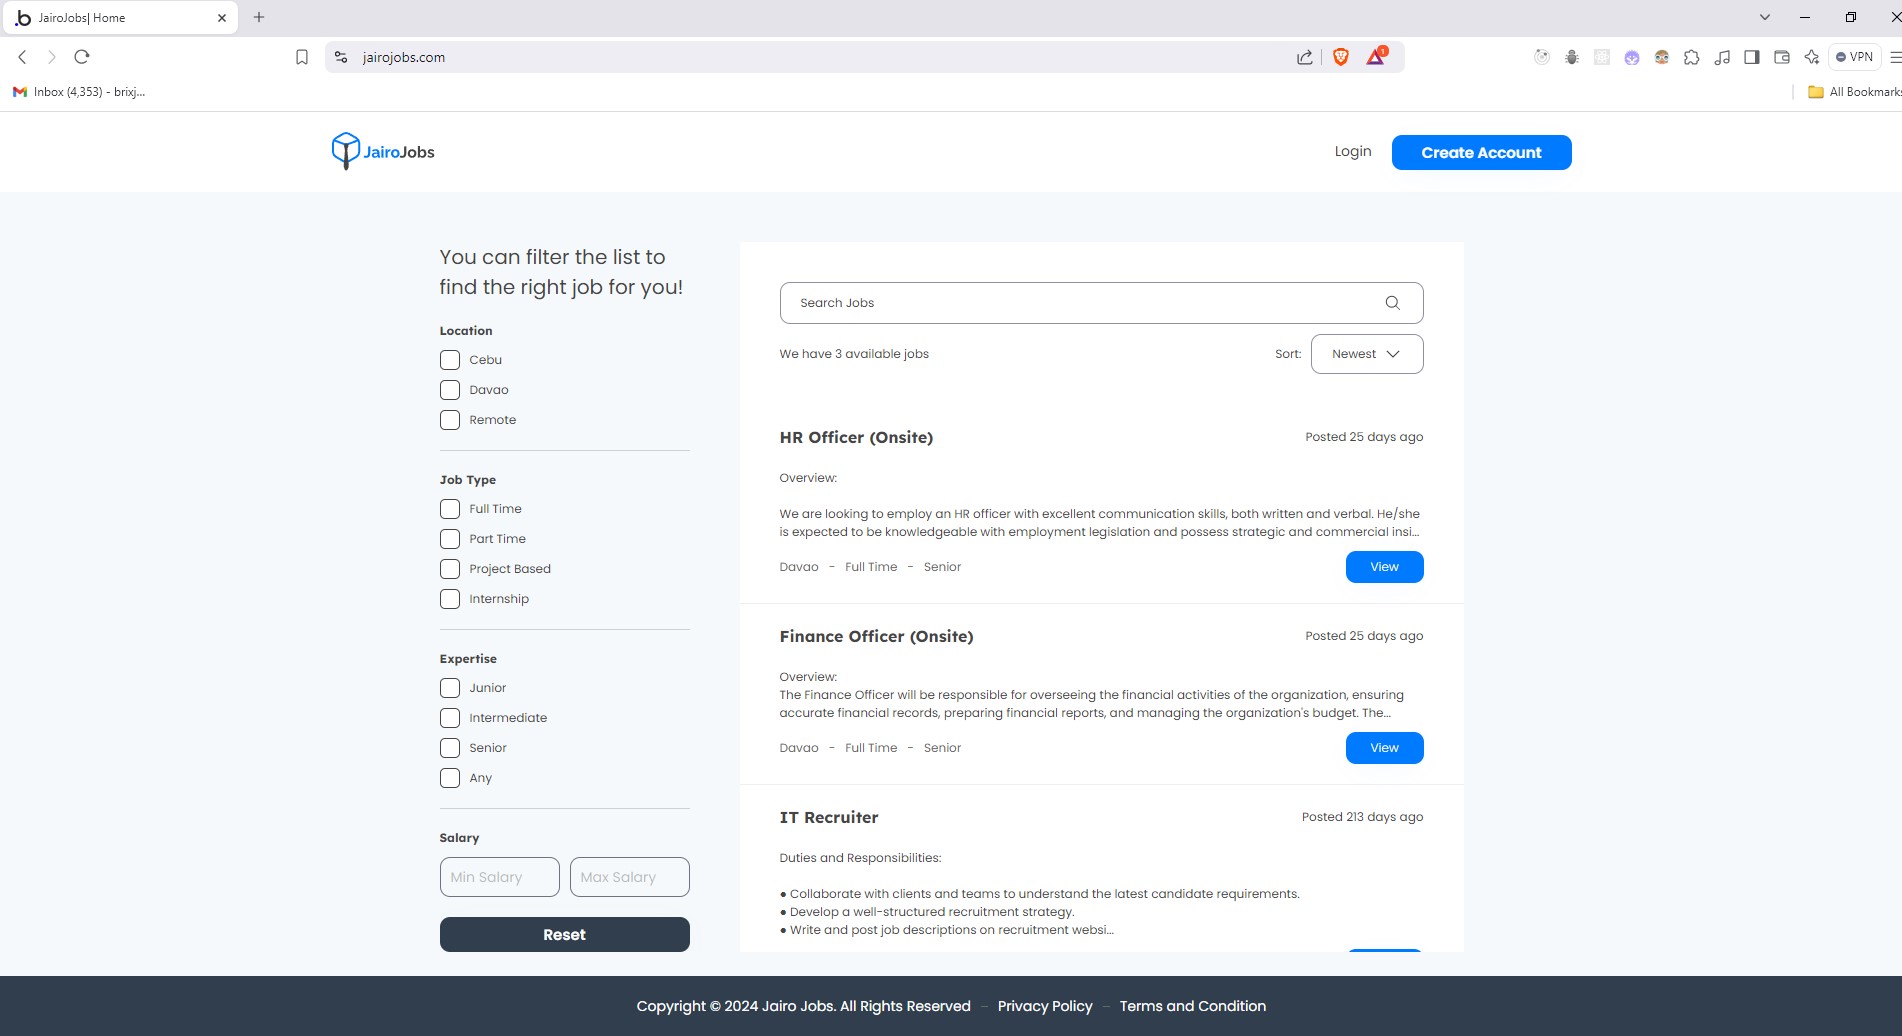 JairoJobs| Home
jairojobs.com
1
VPN
Inbox (4,353) - brixj...
All Bookmarks
JairoJobs
Login
Create Account
You can filter the list to
find the right job for you!
Location
Cebu
Davao
Remote
Job Type
Full Time
Part Time
Project Based
Internship
Expertise
Junior
Intermediate
Senior
Any
Salary
Min Salary
Max Salary
Reset
Search Jobs
We have 3 available jobs
Sort:
Newest
HR Officer (Onsite)
Posted 25 days ago
Overview:
We are looking to employ an HR officer with excellent communication skills, both written and verbal. He/she
is expected to be knowledgeable with employment legislation and possess strategic and commercial insi...
Davao - Full Time - Senior
View
Finance Officer (Onsite)
Posted 25 days ago
Overview:
The Finance Officer will be responsible for overseeing the financial activities of the organization, ensuring
accurate financial records, preparing financial reports, and managing the organization's budget. The...
Davao - Full Time - Senior
View
IT Recruiter
Posted 213 days ago
Duties and Responsibilities:
● Collaborate with clients and teams to understand the latest candidate requirements.
● Develop a well-structured recruitment strategy.
● Write and post job descriptions on recruitment websi...
Copyright © 2024 Jairo Jobs. All Rights Reserved - Privacy Policy - Terms and Condition